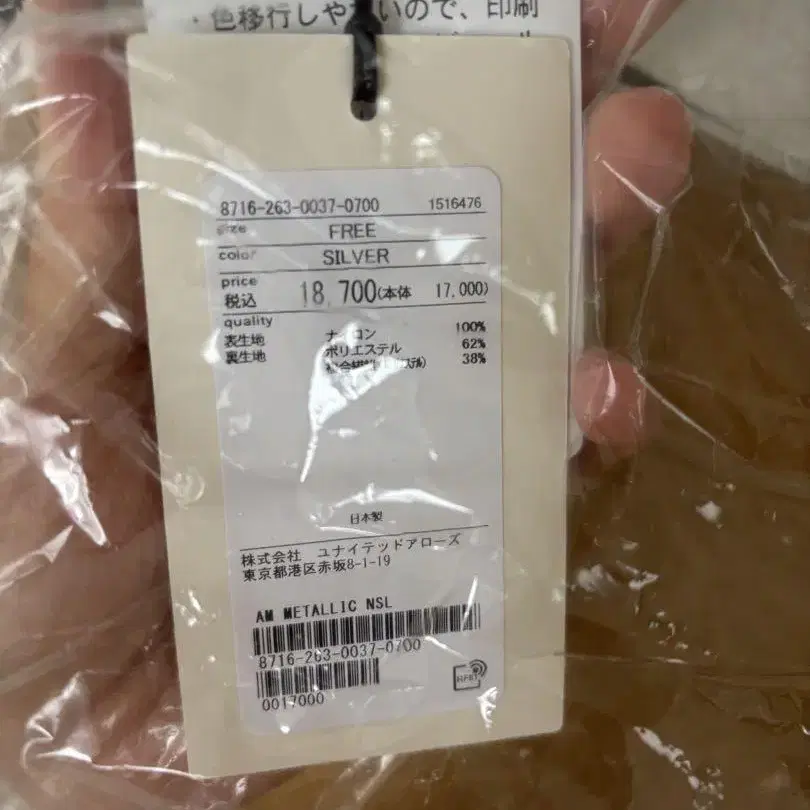 ・色移行しやすいので、印刷
8716-263-0037-0700 1516476
size FREE
color SILVER
price
税込 18,700(本体 17,000)
quality
表生地 ナイロン 100%
裏生地 ポリエステル 62%
38%
日本製
株式会社 ユナイテッドアローズ
東京都港区赤坂8-1-19
AM METALLIC NSL
8716-263-0037-0700
0017000